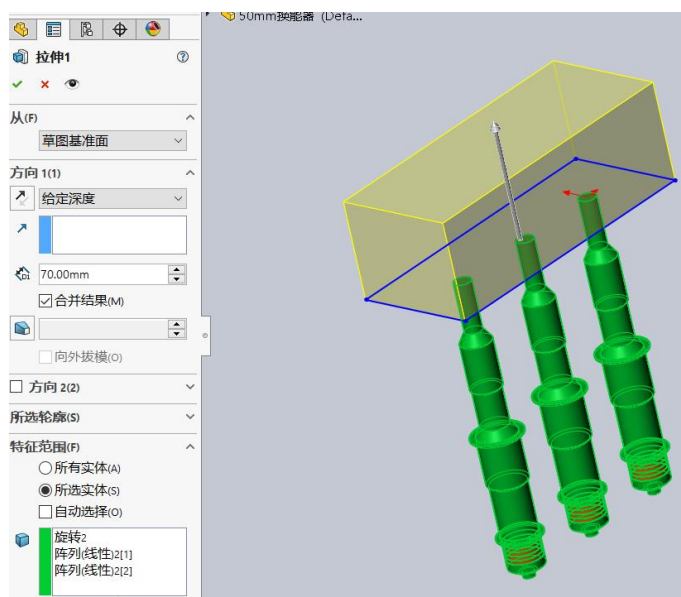 50mm换能器 (Defa...
拉伸1
从(F)
草图基准面
方向 1(1)
给定深度
D1
70.00mm
合并结果(M)
向外拔模(O)
方向 2(2)
所选轮廓(S)
特征范围(F)
所有实体(A)
所选实体(S)
自动选择(O)
旋转2
阵列(线性)2[1]
阵列(线性)2[2]